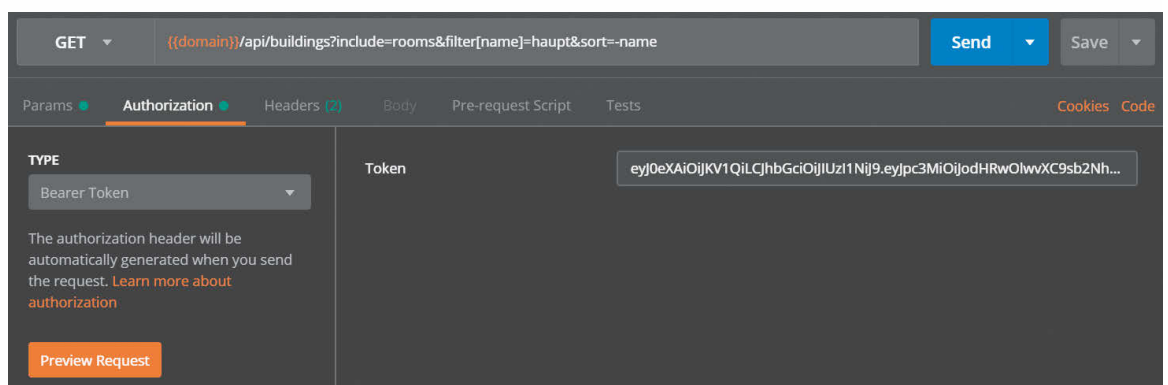 GET {{domain}}/api/buildings?include=rooms&filter[name]=haupt&sort=-name Send Save
Params Authorization Headers (2) Body Pre-request Script Tests Cookies Code
TYPE
Bearer Token
The authorization header will be
automatically generated when you send
the request. Learn more about
authorization
Preview Request
Token eyJ0eXAiOiJKV1QiLCJhbGciOiJIUzI1NiJ9.eyJpc3MiOiJodHRwOlwvXC9sb2Nh...